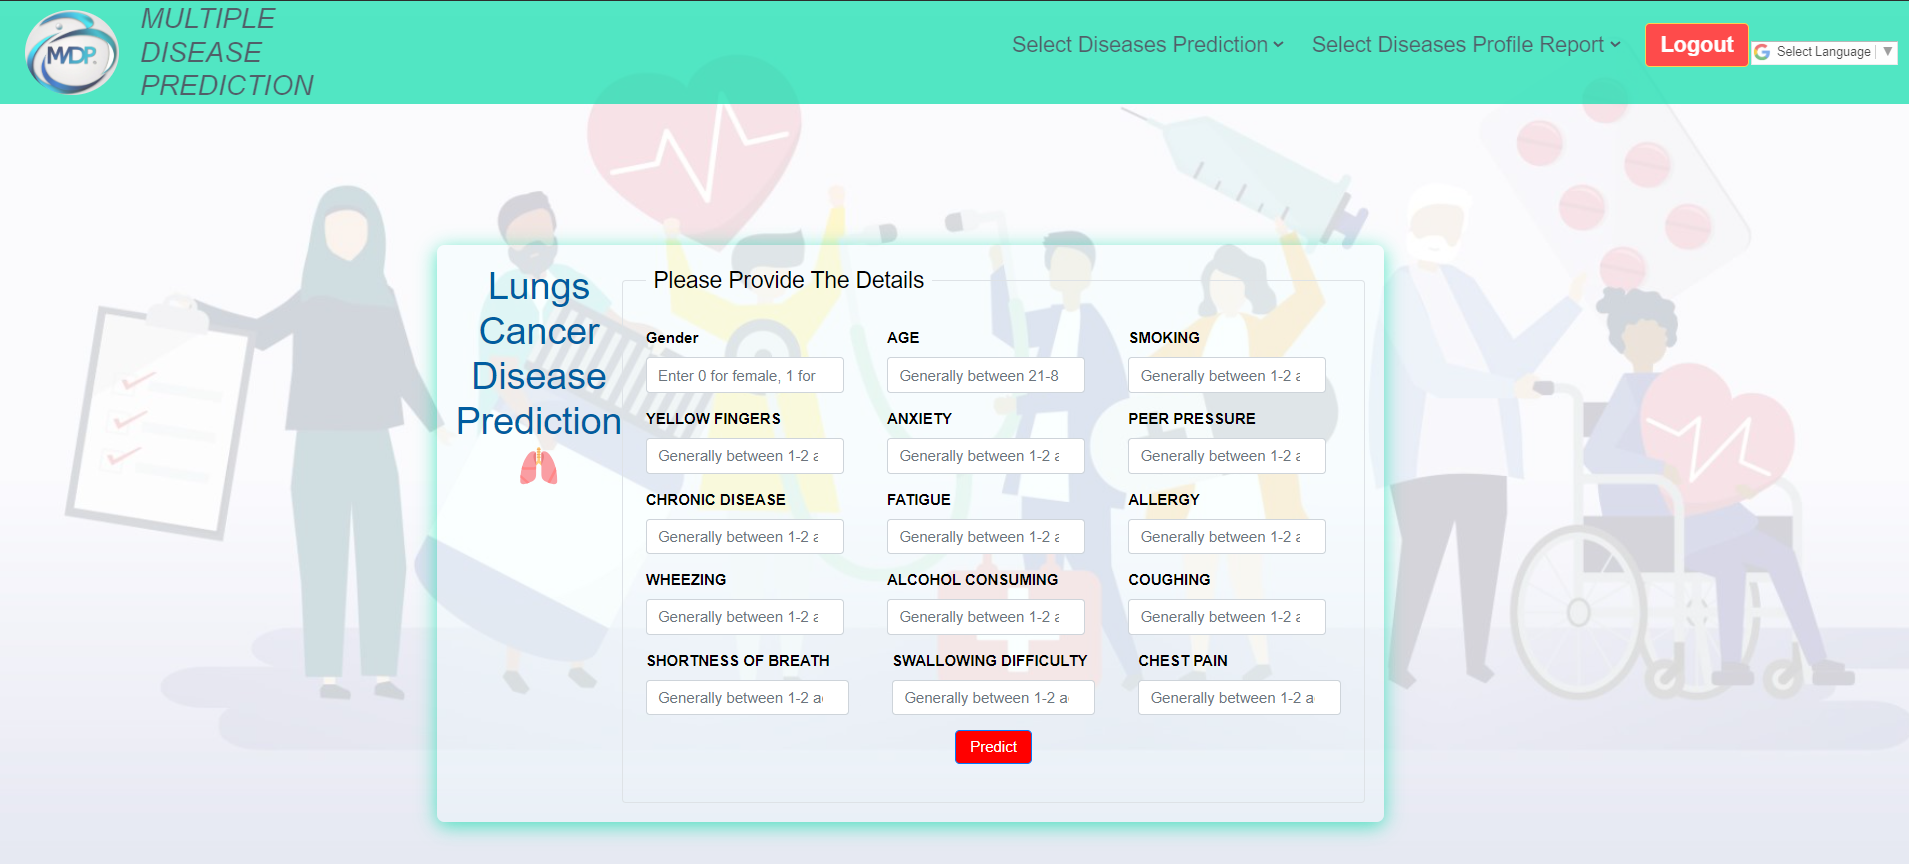 MVDP.
MULTIPLE
DISEASE
PREDICTION
Select Diseases Prediction
Select Diseases Profile Report
Logout
G Select Language ▼
Lungs
Cancer
Disease
Prediction
Please Provide The Details
Gender AGE SMOKING
Enter 0 for female, 1 for Generally between 21-8 Generally between 1-2 a
YELLOW FINGERS ANXIETY PEER PRESSURE
Generally between 1-2 a Generally between 1-2 a Generally between 1-2 a
CHRONIC DISEASE FATIGUE ALLERGY
Generally between 1-2 a Generally between 1-2 a Generally between 1-2 a
WHEEZING ALCOHOL CONSUMING COUGHING
Generally between 1-2 a Generally between 1-2 a Generally between 1-2 a
SHORTNESS OF BREATH SWALLOWING DIFFICULTY CHEST PAIN
Generally between 1-2 a Generally between 1-2 a Generally between 1-2 a
Predict